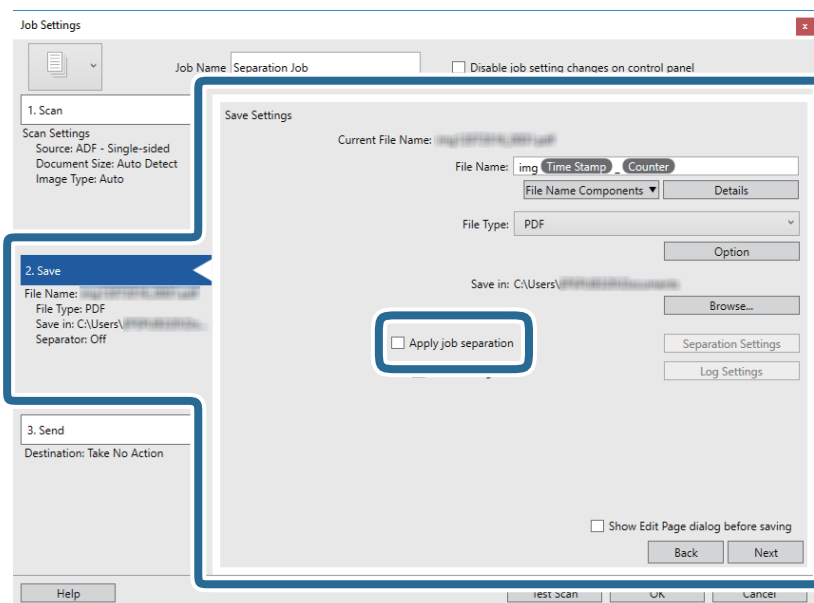 Job Settings
x
Job Name Separation Job
Disable job setting changes on control panel
1. Scan
Scan Settings
Source: ADF - Single-sided
Document Size: Auto Detect
Image Type: Auto
2. Save
File Name:
File Type: PDF
Save in: C:\Users\
Separator: Off
3. Send
Destination: Take No Action
Save Settings
Current File Name:
File Name: img Time Stamp _ Counter
File Name Components ▼ Details
File Type: PDF
Option
Save in: C:\Users\
Browse...
Apply job separation Separation Settings
Log Settings
Show Edit Page dialog before saving
Back Next
Help Test Scan OK Cancel